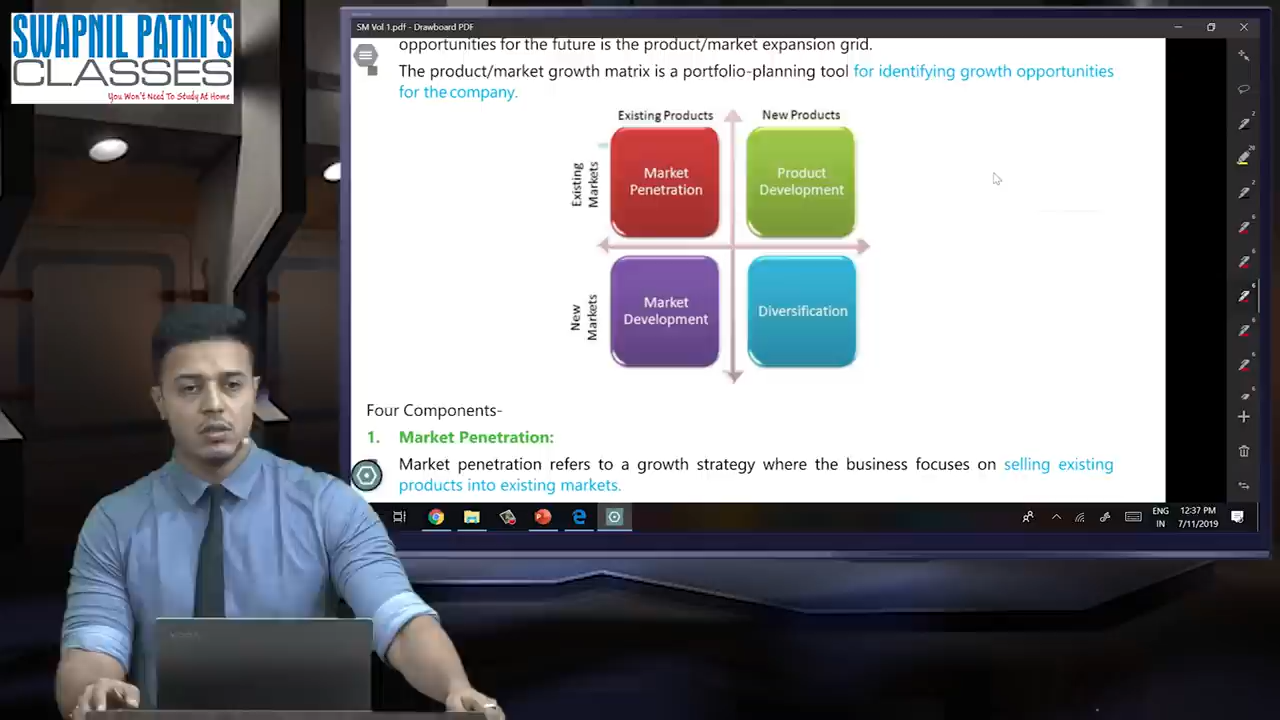 SWAPNIL PATNI'S
CLASSES
You Won't Need To Study At Home
SM Vol 1.pdf - Drawboard PDF
opportunities for the future is the product/market expansion grid.
The product/market growth matrix is a portfolio-planning tool for identifying growth opportunities
for the company.
Existing Products
New Products
Existing
Markets
Market
Penetration
Product
Development
New
Markets
Market
Development
Diversification
Four Components-
1. Market Penetration:
Market penetration refers to a growth strategy where the business focuses on selling existing
products into existing markets.
ENG
IN
12:37 PM
7/11/2019